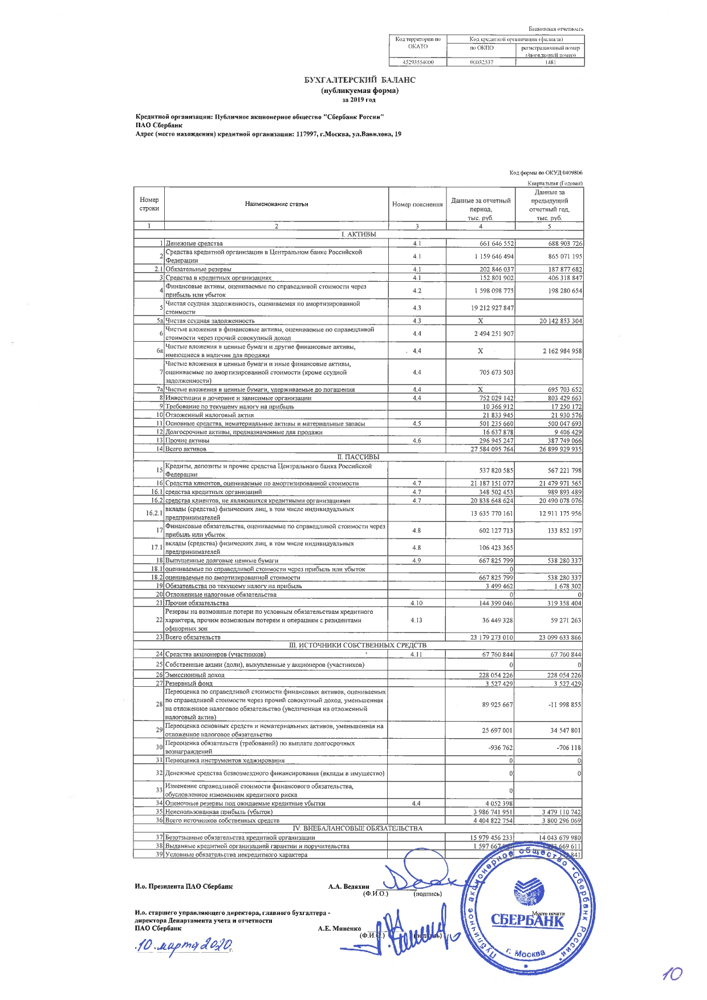 Банковская отчетность
Код территории по ОКАТО
Код кредитной организации (филиала)
по ОКПО
регистрационный номер (/порядковый номер)
45293554000 00032537 1481
БУХГАЛТЕРСКИЙ БАЛАНС
(публикуемая форма)
за 2019 год
Кредитной организации: Публичное акционерное общество "Сбербанк России"
ПАО Сбербанк
Адрес (место нахождения) кредитной организации: 117997, г.Москва, ул.Вавилова, 19
Код формы по ОКУД 0409806
Квартальная (Годовая)
Номер строки
Наименование статьи
Номер пояснения
Данные за отчетный период, тыс. руб.
Данные за предыдущий отчетный год, тыс. руб.
1 2 3 4 5
I. АКТИВЫ
1 Денежные средства 4.1 661 646 552 688 903 726
2 Средства кредитной организации в Центральном банке Российской Федерации 4.1 1 159 646 494 865 071 195
2.1 Обязательные резервы 4.1 202 846 037 187 877 682
3 Средства в кредитных организациях 4.1 152 801 902 406 318 847
4 Финансовые активы, оцениваемые по справедливой стоимости через прибыль или убыток 4.2 1 598 098 775 198 280 654
5 Чистая ссудная задолженность, оцениваемая по амортизированной стоимости 4.3 19 212 927 847
5а Чистая ссудная задолженность 4.3 X 20 142 853 304
6 Чистые вложения в финансовые активы, оцениваемые по справедливой стоимости через прочий совокупный доход 4.4 2 494 251 907
6а Чистые вложения в ценные бумаги и другие финансовые активы, имеющиеся в наличии для продажи 4.4 X 2 162 984 958
7 Чистые вложения в ценные бумаги и иные финансовые активы, оцениваемые по амортизированной стоимости (кроме ссудной задолженности) 4.4 705 673 503
7а Чистые вложения в ценные бумаги, удерживаемые до погашения 4.4 X 695 703 652
8 Инвестиции в дочерние и зависимые организации 4.4 752 029 142 803 429 663
9 Требование по текущему налогу на прибыль 10 366 912 17 250 172
10 Отложенный налоговый актив 21 833 945 21 930 576
11 Основные средства, нематериальные активы и материальные запасы 4.5 501 235 660 500 047 693
12 Долгосрочные активы, предназначенные для продажи 16 637 878 9 406 429
13 Прочие активы 4.6 296 945 247 387 749 066
14 Всего активов 27 584 095 764 26 899 929 935
II. ПАССИВЫ
15 Кредиты, депозиты и прочие средства Центрального банка Российской Федерации 537 820 585 567 221 798
16 Средства клиентов, оцениваемые по амортизированной стоимости 4.7 21 187 151 077 21 479 971 565
16.1 средства кредитных организаций 4.7 348 502 453 989 893 489
16.2 средства клиентов, не являющихся кредитными организациями 4.7 20 838 648 624 20 490 078 076
16.2.1 вклады (средства) физических лиц, в том числе индивидуальных предпринимателей 13 635 770 161 12 911 175 956
17 Финансовые обязательства, оцениваемые по справедливой стоимости через прибыль или убыток 4.8 602 127 713 133 852 197
17.1 вклады (средства) физических лиц, в том числе индивидуальных предпринимателей 4.8 106 423 365
18 Выпущенные долговые ценные бумаги 4.9 667 825 799 538 280 337
18.1 оцениваемые по справедливой стоимости через прибыль или убыток 0
18.2 оцениваемые по амортизированной стоимости 667 825 799 538 280 337
19 Обязательства по текущему налогу на прибыль 3 499 462 1 678 302
20 Отложенные налоговые обязательства 0 0
21 Прочие обязательства 4.10 144 399 046 319 358 404
22 Резервы на возможные потери по условным обязательствам кредитного характера, прочим возможным потерям и операциям с резидентами офшорных зон 4.13 36 449 328 59 271 263
23 Всего обязательств 23 179 273 010 23 099 633 866
III. ИСТОЧНИКИ СОБСТВЕННЫХ СРЕДСТВ
24 Средства акционеров (участников) 4.11 67 760 844 67 760 844
25 Собственные акции (доли), выкупленные у акционеров (участников) 0 0
26 Эмиссионный доход 228 054 226 228 054 226
27 Резервный фонд 3 527 429 3 527 429
28 Переоценка по справедливой стоимости финансовых активов, оцениваемых по справедливой стоимости через прочий совокупный доход, уменьшенная на отложенное налоговое обязательство (увеличенная на отложенный налоговый актив) 89 925 667 -11 998 855
29 Переоценка основных средств и нематериальных активов, уменьшенная на отложенное налоговое обязательство 25 697 001 34 547 801
30 Переоценка обязательств (требований) по выплате долгосрочных вознаграждений -936 762 -706 118
31 Переоценка инструментов хеджирования 0 0
32 Денежные средства безвозмездного финансирования (вклады в имущество) 0 0
33 Изменение справедливой стоимости финансового обязательства, обусловленное изменением кредитного риска 0
34 Оценочные резервы под ожидаемые кредитные убытки 4.4 4 052 398
35 Неиспользованная прибыль (убыток) 3 986 741 951 3 479 110 742
36 Всего источников собственных средств 4 404 822 754 3 800 296 069
IV. ВНЕБАЛАНСОВЫЕ ОБЯЗАТЕЛЬСТВА
37 Безотзывные обязательства кредитной организации 15 979 456 233 14 043 679 980
38 Выданные кредитной организацией гарантии и поручительства 1 597 667 669 611
39 Условные обязательства некредитного характера 841
И.о. Президента ПАО Сбербанк А.А. Ведяхин
(Ф.И.О.) (подпись)
И.о. старшего управляющего директора, главного бухгалтера -
директора Департамента учета и отчетности
ПАО Сбербанк А.Е. Миненко
(Ф.И.О.) (подпись)
10 марта 2020 г.
Место печати
Публичное акционерное общество "Сбербанк России"
СБЕРБАНК
г. Москва
10